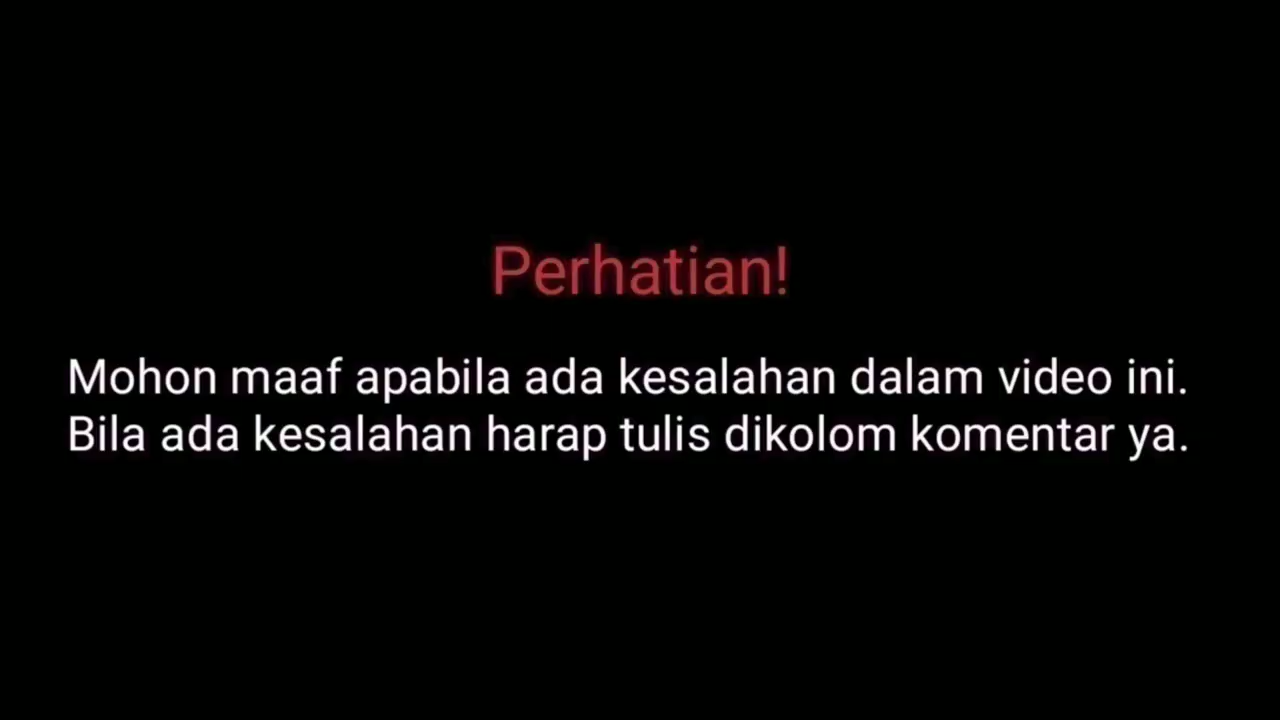 Perhatian!
Mohon maaf apabila ada kesalahan dalam video ini.
Bila ada kesalahan harap tulis dikolom komentar ya.